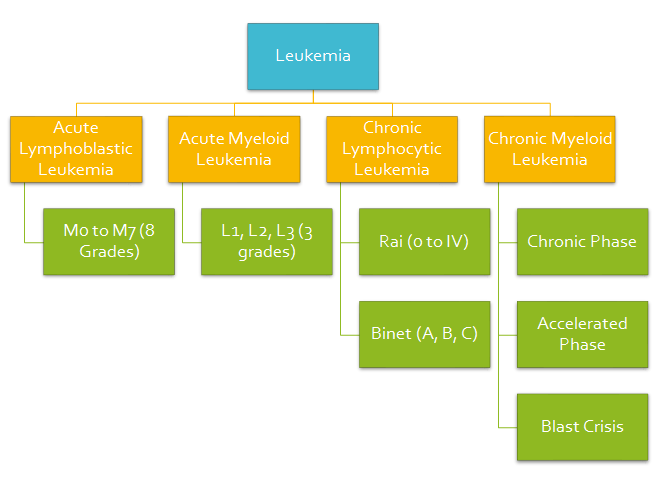 Leukemia
Acute
Lymphoblastic
Leukemia
Acute Myeloid
Leukemia
Chronic
Lymphocytic
Leukemia
Chronic Myeloid
Leukemia
M0 to M7 (8
Grades)
L1, L2, L3 (3
grades)
Rai (0 to IV)
Chronic Phase
Binet (A, B, C)
Accelerated
Phase
Blast Crisis